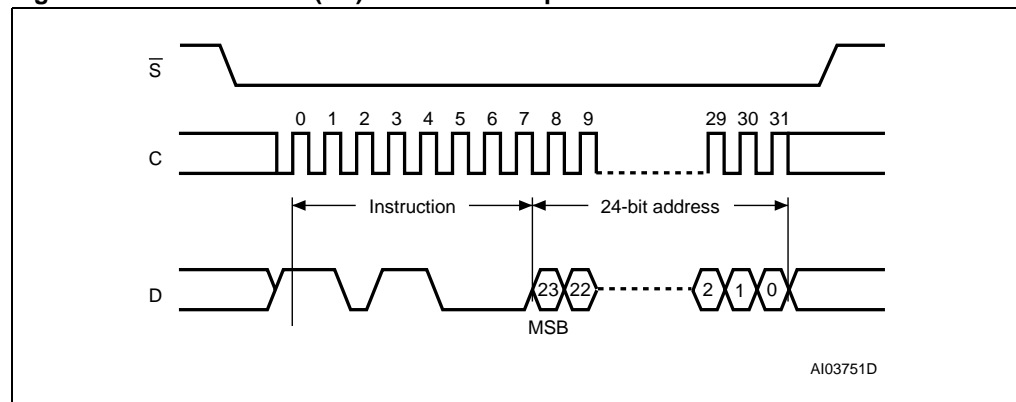 S̅
0 1 2 3 4 5 6 7 8 9 29 30 31
C
Instruction 24-bit address
D 23 22 2 1 0
MSB
AI03751D